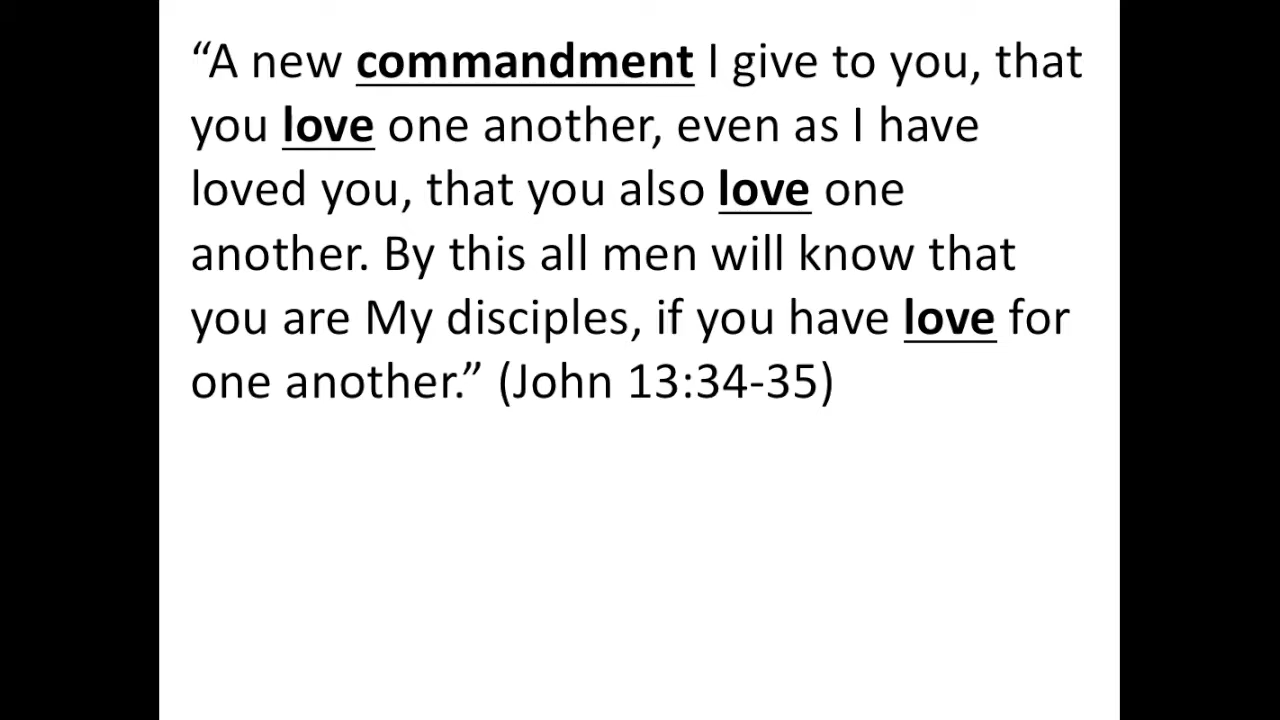 “A new commandment I give to you, that
you love one another, even as I have
loved you, that you also love one
another. By this all men will know that
you are My disciples, if you have love for
one another.” (John 13:34-35)